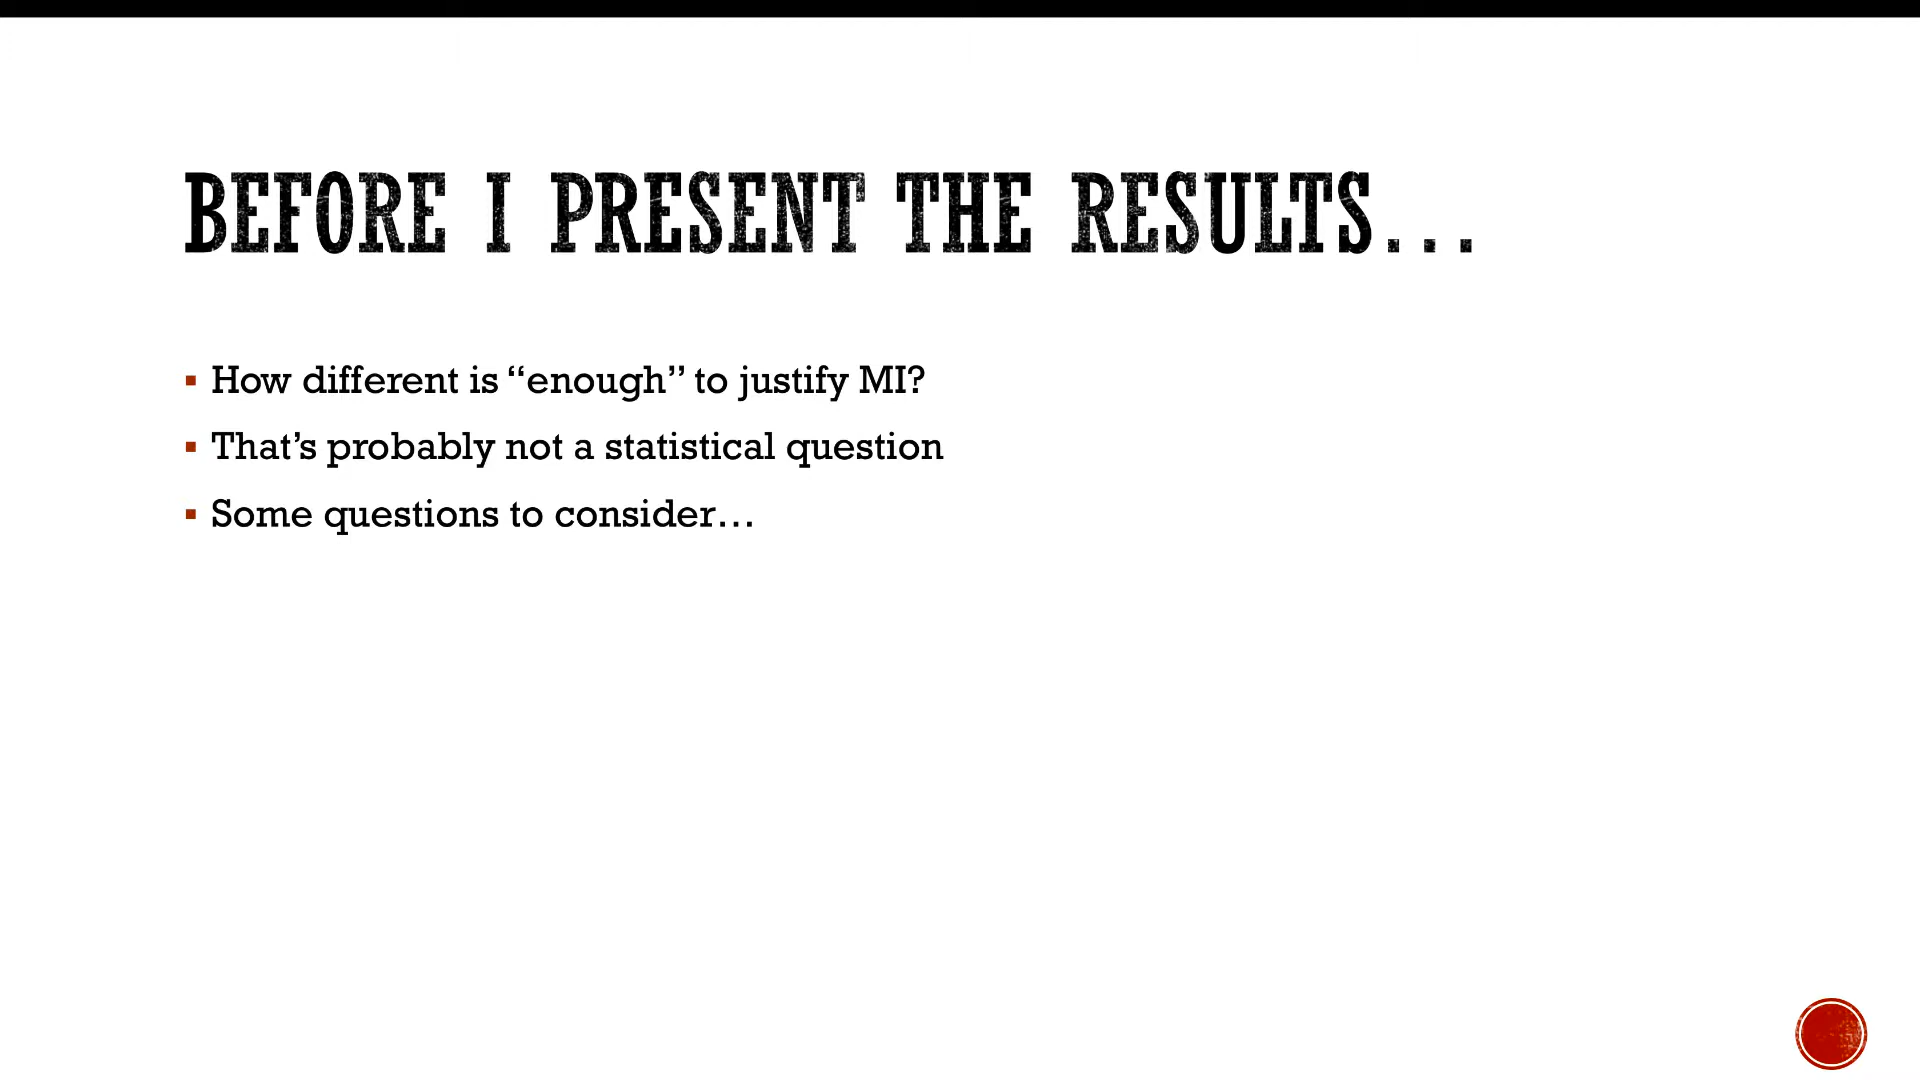 BEFORE I PRESENT THE RESULTS...
▪ How different is “enough” to justify MI?
▪ That’s probably not a statistical question
▪ Some questions to consider…